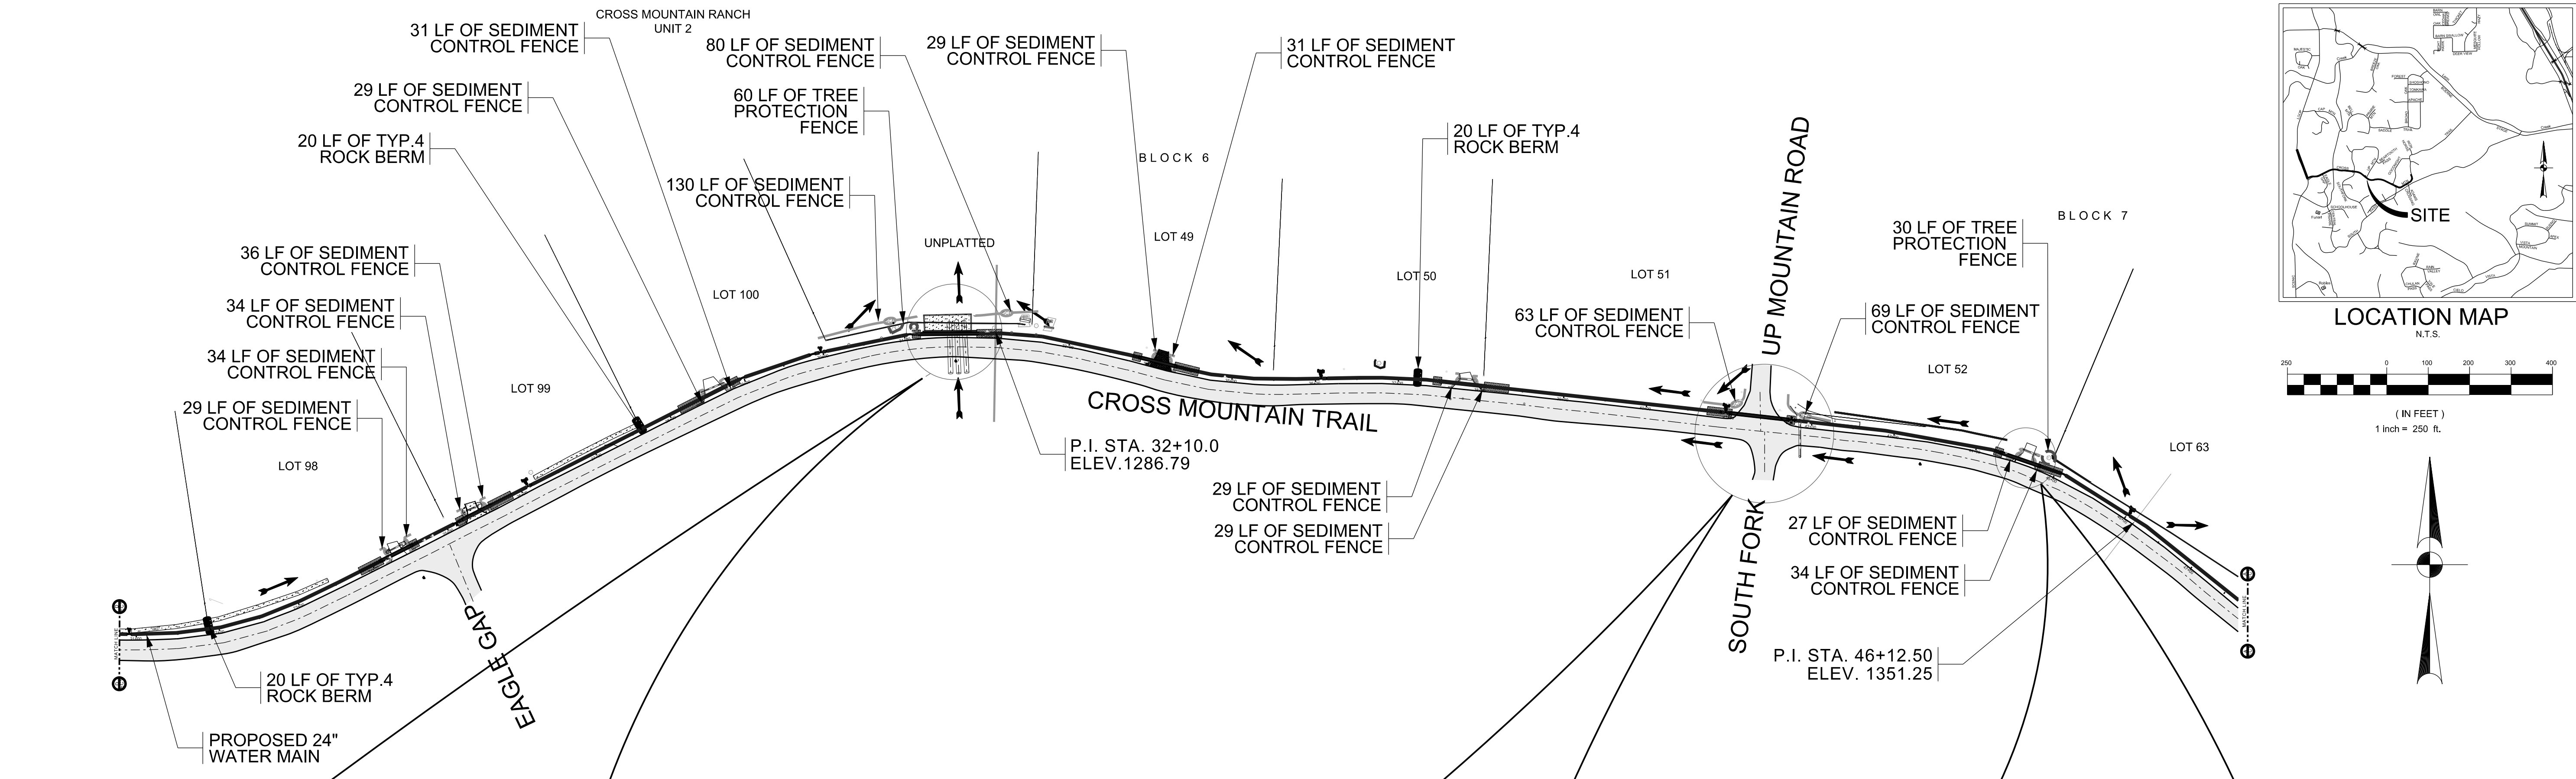 CROSS MOUNTAIN RANCH
UNIT 2
31 LF OF SEDIMENT
CONTROL FENCE
80 LF OF SEDIMENT
CONTROL FENCE
29 LF OF SEDIMENT
CONTROL FENCE
31 LF OF SEDIMENT
CONTROL FENCE
29 LF OF SEDIMENT
CONTROL FENCE
60 LF OF TREE
PROTECTION
FENCE
20 LF OF TYP.4
ROCK BERM
20 LF OF TYP.4
ROCK BERM
BLOCK 6
130 LF OF SEDIMENT
CONTROL FENCE
UP MOUNTAIN ROAD
BLOCK 7
30 LF OF TREE
PROTECTION
FENCE
36 LF OF SEDIMENT
CONTROL FENCE
UNPLATTED
LOT 49
LOT 50
LOT 51
LOT 100
34 LF OF SEDIMENT
CONTROL FENCE
63 LF OF SEDIMENT
CONTROL FENCE
69 LF OF SEDIMENT
CONTROL FENCE
34 LF OF SEDIMENT
CONTROL FENCE
LOT 99
LOT 52
29 LF OF SEDIMENT
CONTROL FENCE
CROSS MOUNTAIN TRAIL
LOT 98
P.I. STA. 32+10.0
ELEV.1286.79
LOT 63
29 LF OF SEDIMENT
CONTROL FENCE
29 LF OF SEDIMENT
CONTROL FENCE
27 LF OF SEDIMENT
CONTROL FENCE
34 LF OF SEDIMENT
CONTROL FENCE
SOUTH FORK
EAGLE GAP
MATCH LINE
MATCH LINE
P.I. STA. 46+12.50
ELEV. 1351.25
20 LF OF TYP.4
ROCK BERM
PROPOSED 24"
WATER MAIN
SITE
LOCATION MAP
N.T.S.
250 0 100 200 300 400
( IN FEET )
1 inch = 250 ft.